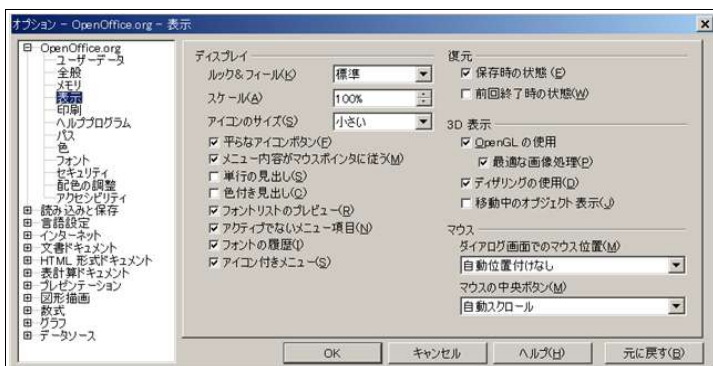 オプション - OpenOffice.org - 表示
OpenOffice.org
ユーザーデータ
全般
メモリ
表示
印刷
ヘルププログラム
パス
色
フォント
セキュリティ
配色の調整
アクセシビリティ
読み込みと保存
言語設定
インターネット
文書ドキュメント
HTML 形式ドキュメント
表計算ドキュメント
プレゼンテーション
図形描画
数式
グラフ
データソース
ディスプレイ
ルック&フィール(K) 標準
スケール(A) 100%
アイコンのサイズ(S) 小さい
平らなアイコンボタン(F)
メニュー内容がマウスポインタに従う(M)
単行の見出し(S)
色付き見出し(C)
フォントリストのプレビュー(R)
アクティブでないメニュー項目(N)
フォントの履歴(I)
アイコン付きメニュー(S)
復元
保存時の状態 (E)
前回終了時の状態(W)
3D 表示
OpenGL の使用
最適な画像処理(P)
ディザリングの使用(D)
移動中のオブジェクト表示(J)
マウス
ダイアログ画面でのマウス位置(M)
自動位置付けなし
マウスの中央ボタン(M)
自動スクロール
OK
キャンセル
ヘルプ(H)
元に戻す(B)